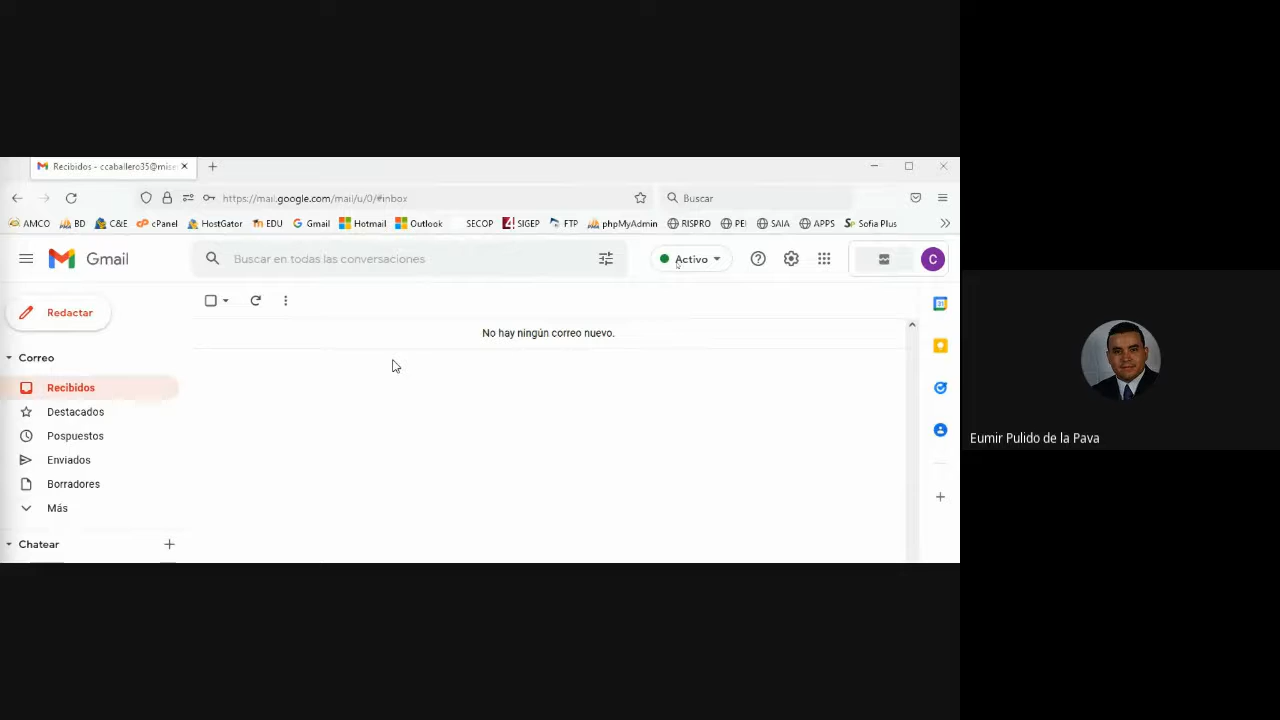 Recibidos - ccaballero35@mise
https://mail.google.com/mail/u/0/#inbox
Buscar
AMCO BD C&E cPanel HostGator EDU Gmail Hotmail Outlook SECOP SIGEP FTP phpMyAdmin RISPRO PEI SAIA APPS Sofia Plus
Gmail
Buscar en todas las conversaciones
Activo
C
Redactar
No hay ningún correo nuevo.
Correo
Recibidos
Destacados
Pospuestos
Enviados
Borradores
Más
Chatear
Eumir Pulido de la Pava